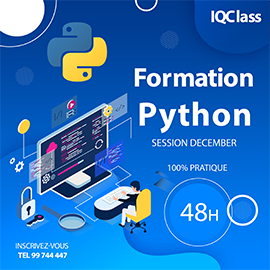 IQClass
Formation
Python
SESSION DECEMBER
100% PRATIQUE
48H
INSCRIVEZ-VOUS
TEL 99 744 447